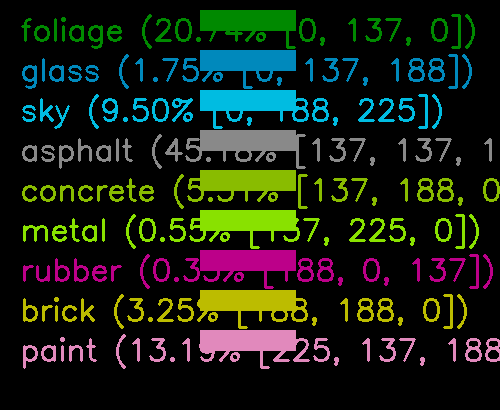 foliage (20.74% [0, 137, 0])
glass (1.75% [0, 137, 188])
sky (9.50% [0, 188, 225])
asphalt (45.18% [137, 137, 1
concrete (5.51% [137, 188, 0
metal (0.55% [137, 225, 0])
rubber (0.33% [188, 0, 137])
brick (3.25% [188, 188, 0])
paint (13.19% [225, 137, 188